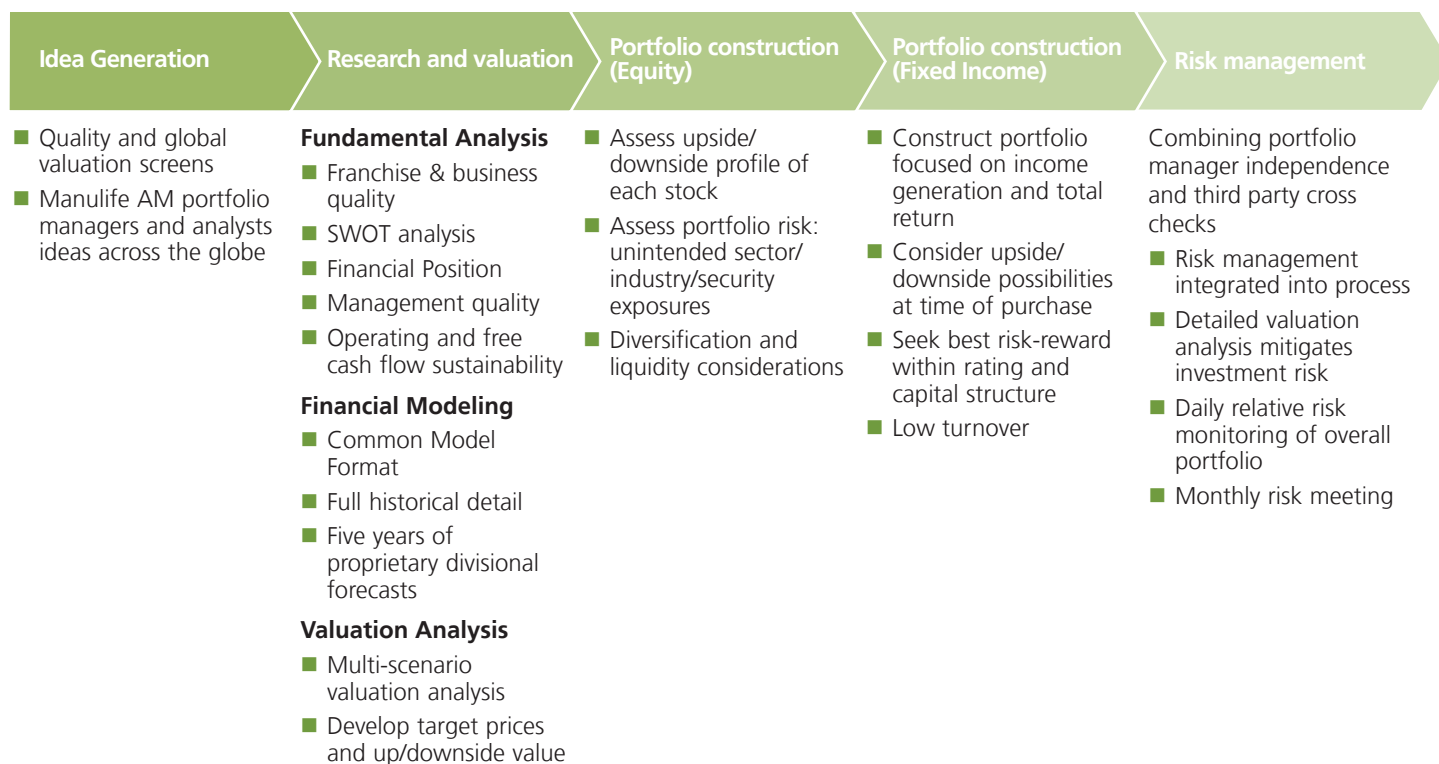 Idea Generation
Research and valuation
Portfolio construction
(Equity)
Portfolio construction
(Fixed Income)
Risk management
Quality and global
valuation screens
Manulife AM portfolio
managers and analysts
ideas across the globe
Fundamental Analysis
Franchise & business
quality
SWOT analysis
Financial Position
Management quality
Operating and free
cash flow sustainability
Financial Modeling
Common Model
Format
Full historical detail
Five years of
proprietary divisional
forecasts
Valuation Analysis
Multi-scenario
valuation analysis
Develop target prices
and up/downside value
Assess upside/
downside profile of
each stock
Assess portfolio risk:
unintended sector/
industry/security
exposures
Diversification and
liquidity considerations
Construct portfolio
focused on income
generation and total
return
Consider upside/
downside possibilities
at time of purchase
Seek best risk-reward
within rating and
capital structure
Low turnover
Combining portfolio
manager independence
and third party cross
checks
Risk management
integrated into process
Detailed valuation
analysis mitigates
investment risk
Daily relative risk
monitoring of overall
portfolio
Monthly risk meeting